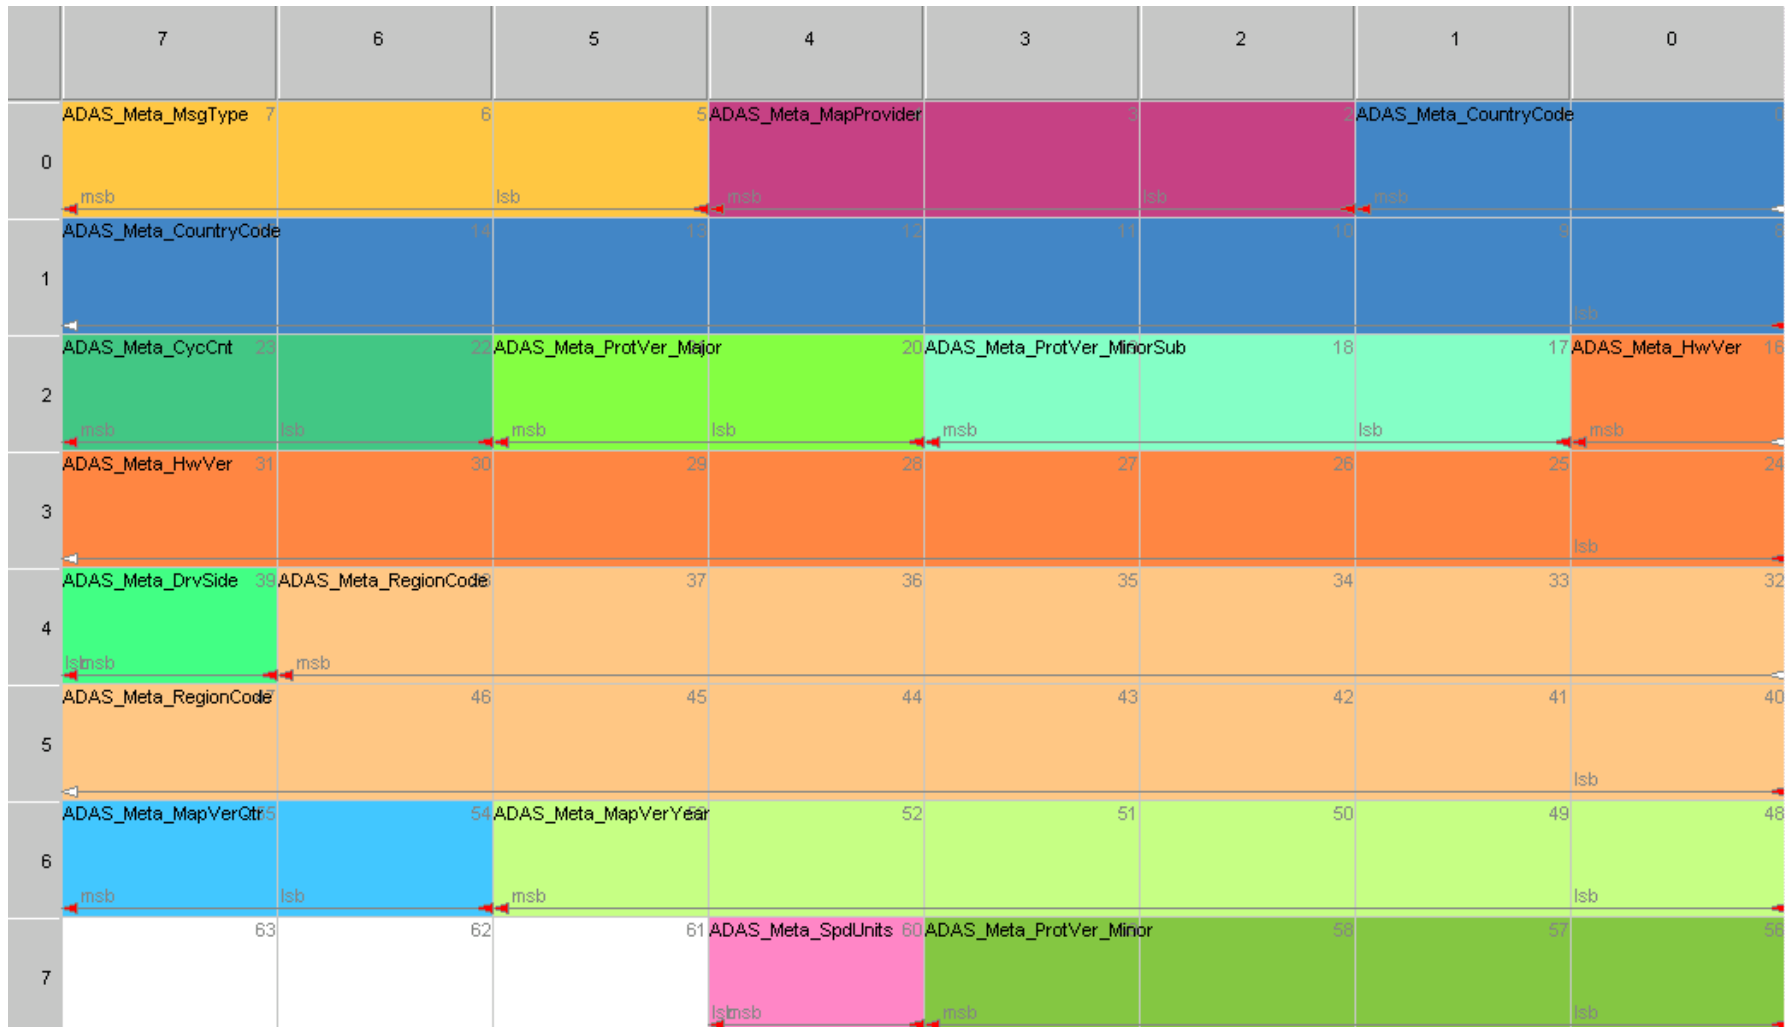 7 6 5 4 3 2 1 0
ADAS_Meta_MsgType 7 6 5 ADAS_Meta_MapProvider 3 2 ADAS_Meta_CountryCode 0
0
msb lsb msb lsb msb
ADAS_Meta_CountryCode 14 13 12 11 10 9 8
1
lsb
ADAS_Meta_CycCnt 23 22 ADAS_Meta_ProtVer_Major 20 ADAS_Meta_ProtVer_MinorSub 18 17 ADAS_Meta_HwVer 16
2
msb lsb msb lsb msb lsb msb
ADAS_Meta_HwVer 31 30 29 28 27 26 25 24
3
lsb
ADAS_Meta_DrvSide 39 ADAS_Meta_RegionCode 37 36 35 34 33 32
4
lsb msb msb
ADAS_Meta_RegionCode 46 45 44 43 42 41 40
5
lsb
ADAS_Meta_MapVerQtr 54 ADAS_Meta_MapVerYear 52 51 50 49 48
6
msb lsb msb lsb
63 62 61 ADAS_Meta_SpdUnits 60 ADAS_Meta_ProtVer_Minor 58 57 56
7
lsb msb msb lsb